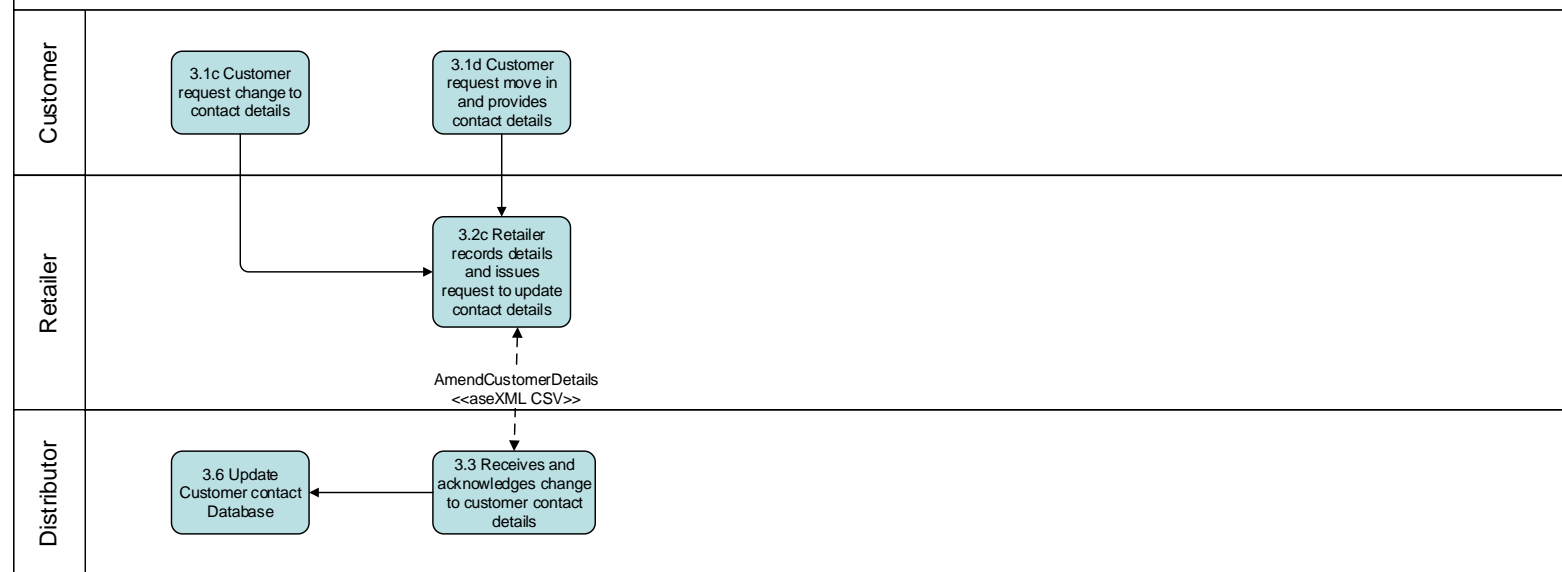 Customer
3.1c Customer
request change to
contact details
3.1d Customer
request move in
and provides
contact details
Retailer
3.2c Retailer
records details
and issues
request to update
contact details
AmendCustomerDetails
<<aseXML CSV>>
Distributor
3.6 Update
Customer contact
Database
3.3 Receives and
acknowledges change
to customer contact
details